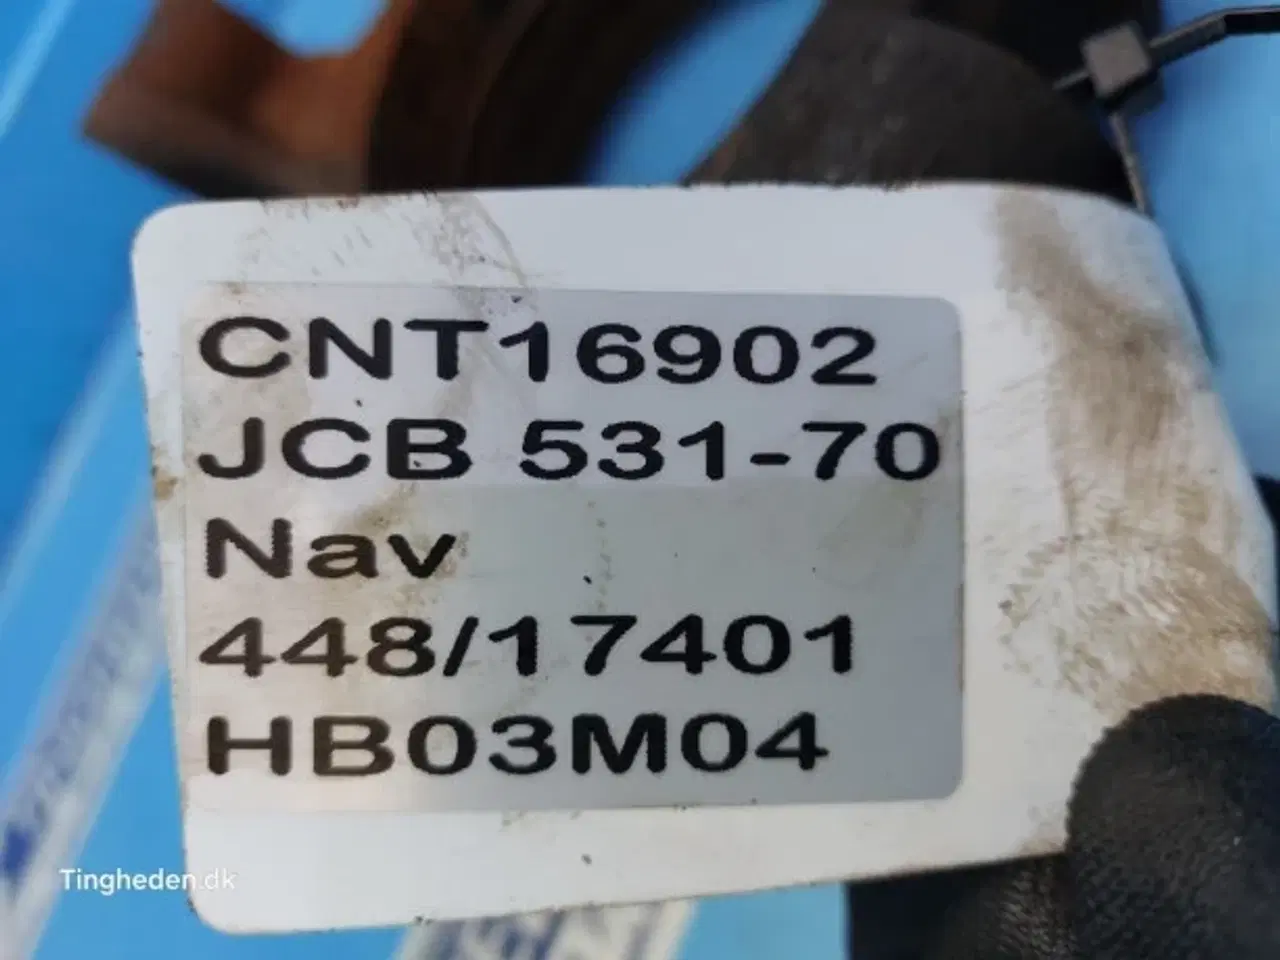 CNT16902
JCB 531-70
Nav
448/17401
HB03M04
Tingheden.dk